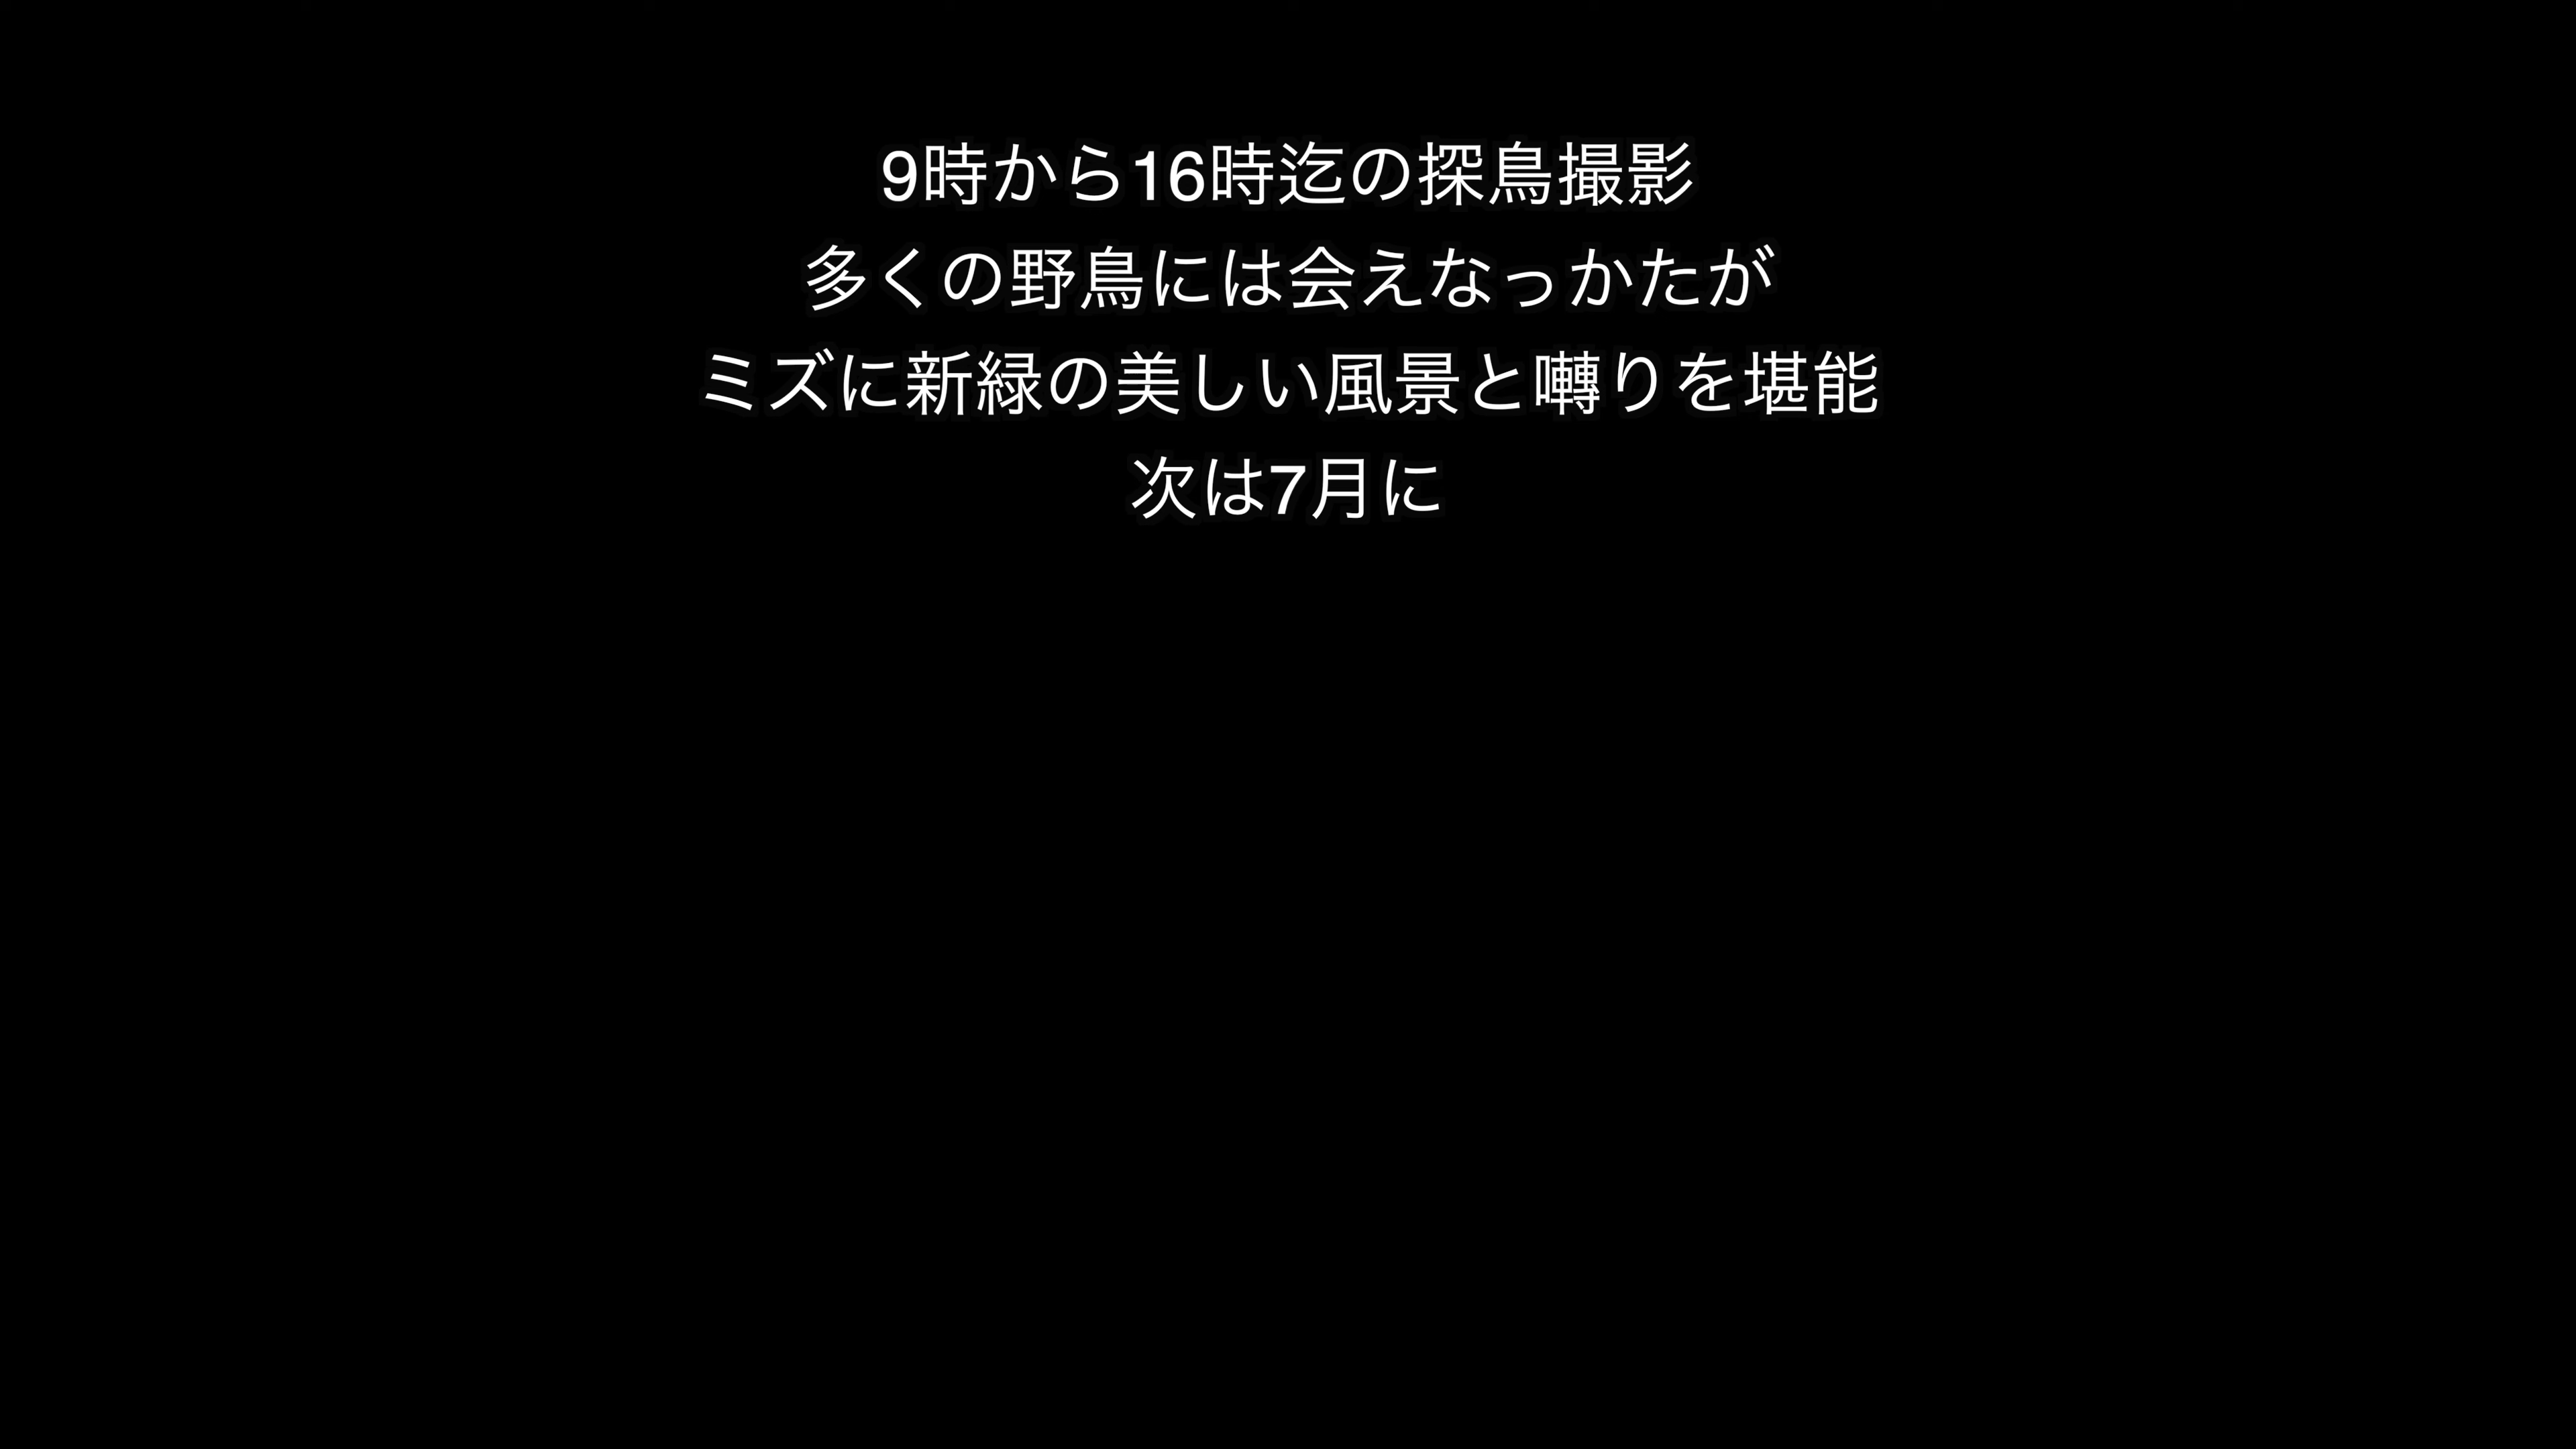 9時から16時迄の探鳥撮影
多くの野鳥には会えなっかたが
ミズに新緑の美しい風景と囀りを堪能
次は7月に